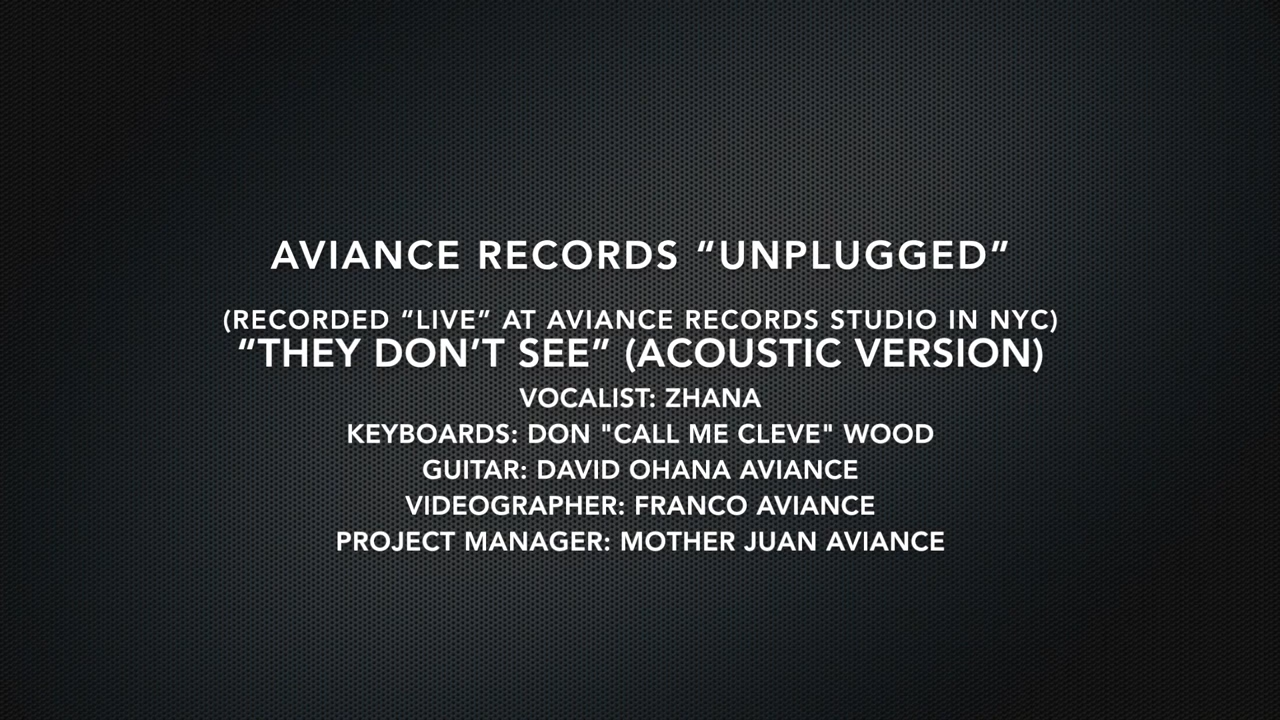 AVIANCE RECORDS “UNPLUGGED”
(RECORDED “LIVE” AT AVIANCE RECORDS STUDIO IN NYC)
“THEY DON’T SEE” (ACOUSTIC VERSION)
VOCALIST: ZHANA
KEYBOARDS: DON "CALL ME CLEVE" WOOD
GUITAR: DAVID OHANA AVIANCE
VIDEOGRAPHER: FRANCO AVIANCE
PROJECT MANAGER: MOTHER JUAN AVIANCE